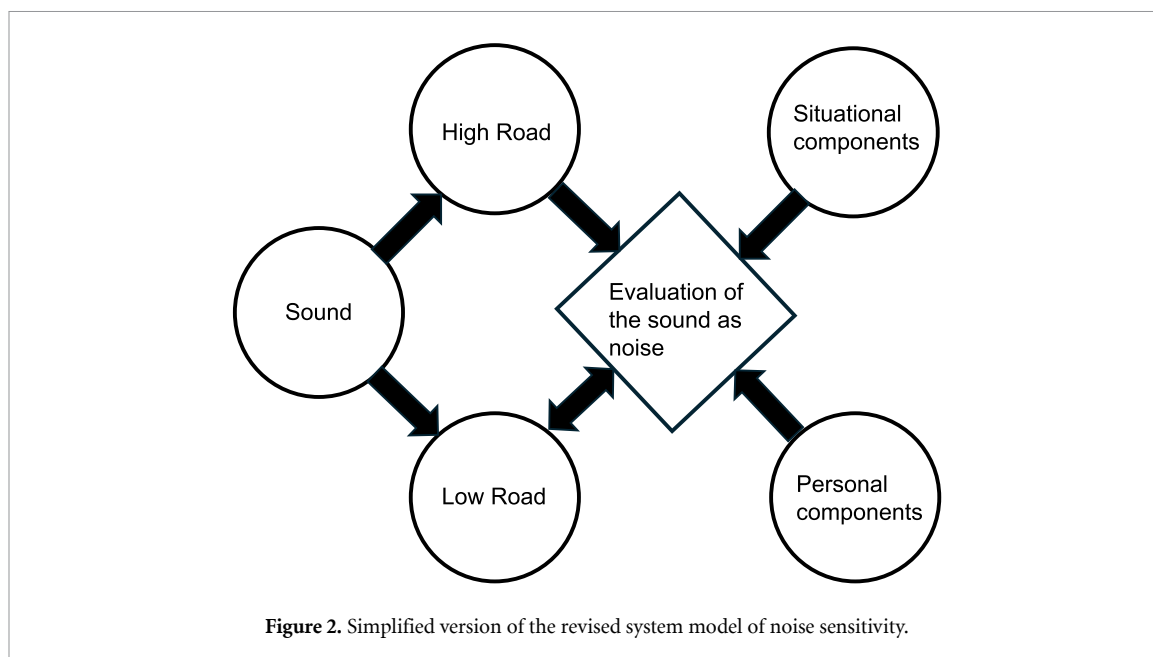 High Road
Situational
components
Sound
Evaluation of
the sound as
noise
Low Road
Personal
components
Figure 2. Simplified version of the revised system model of noise sensitivity.